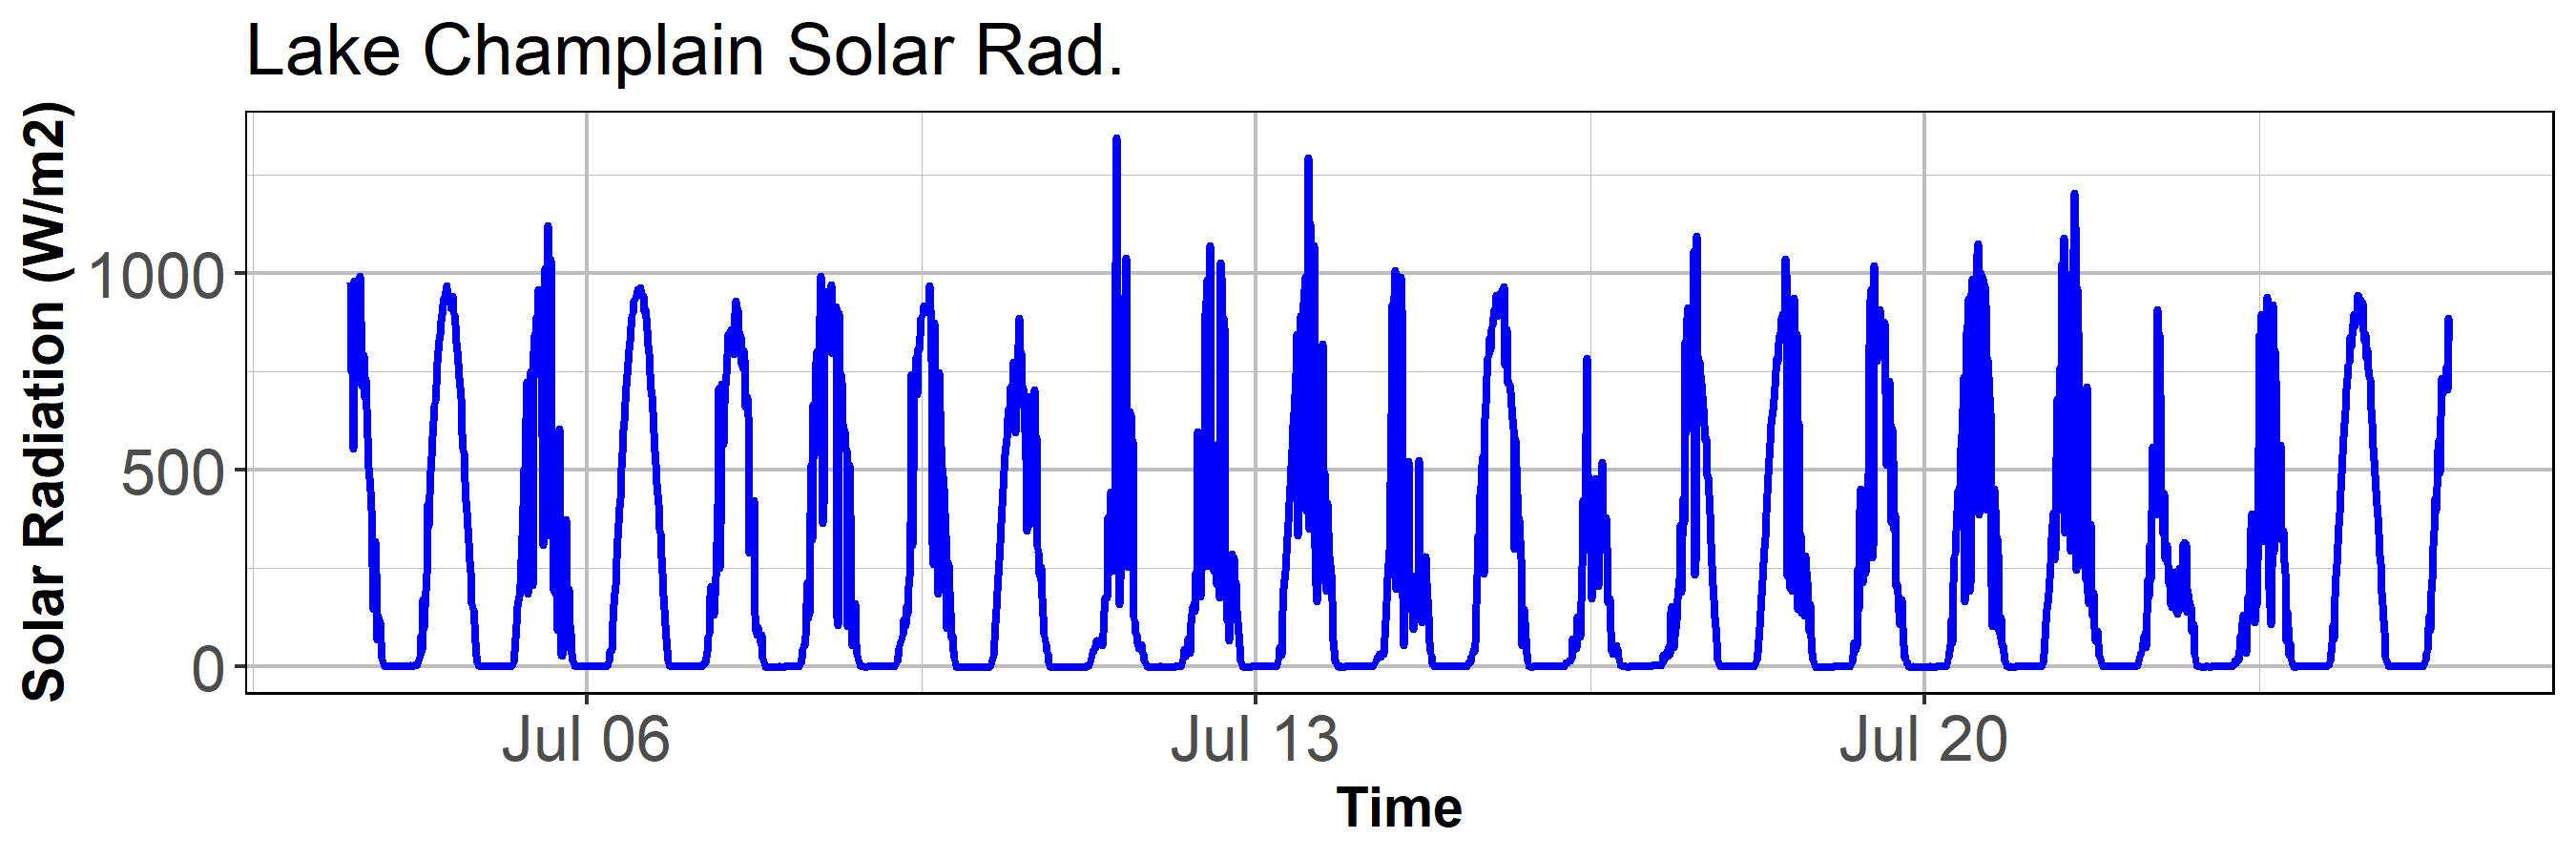 Lake Champlain Solar Rad.
Solar Radiation (W/m2)
1000
500
0
Jul 06 Jul 13 Jul 20
Time